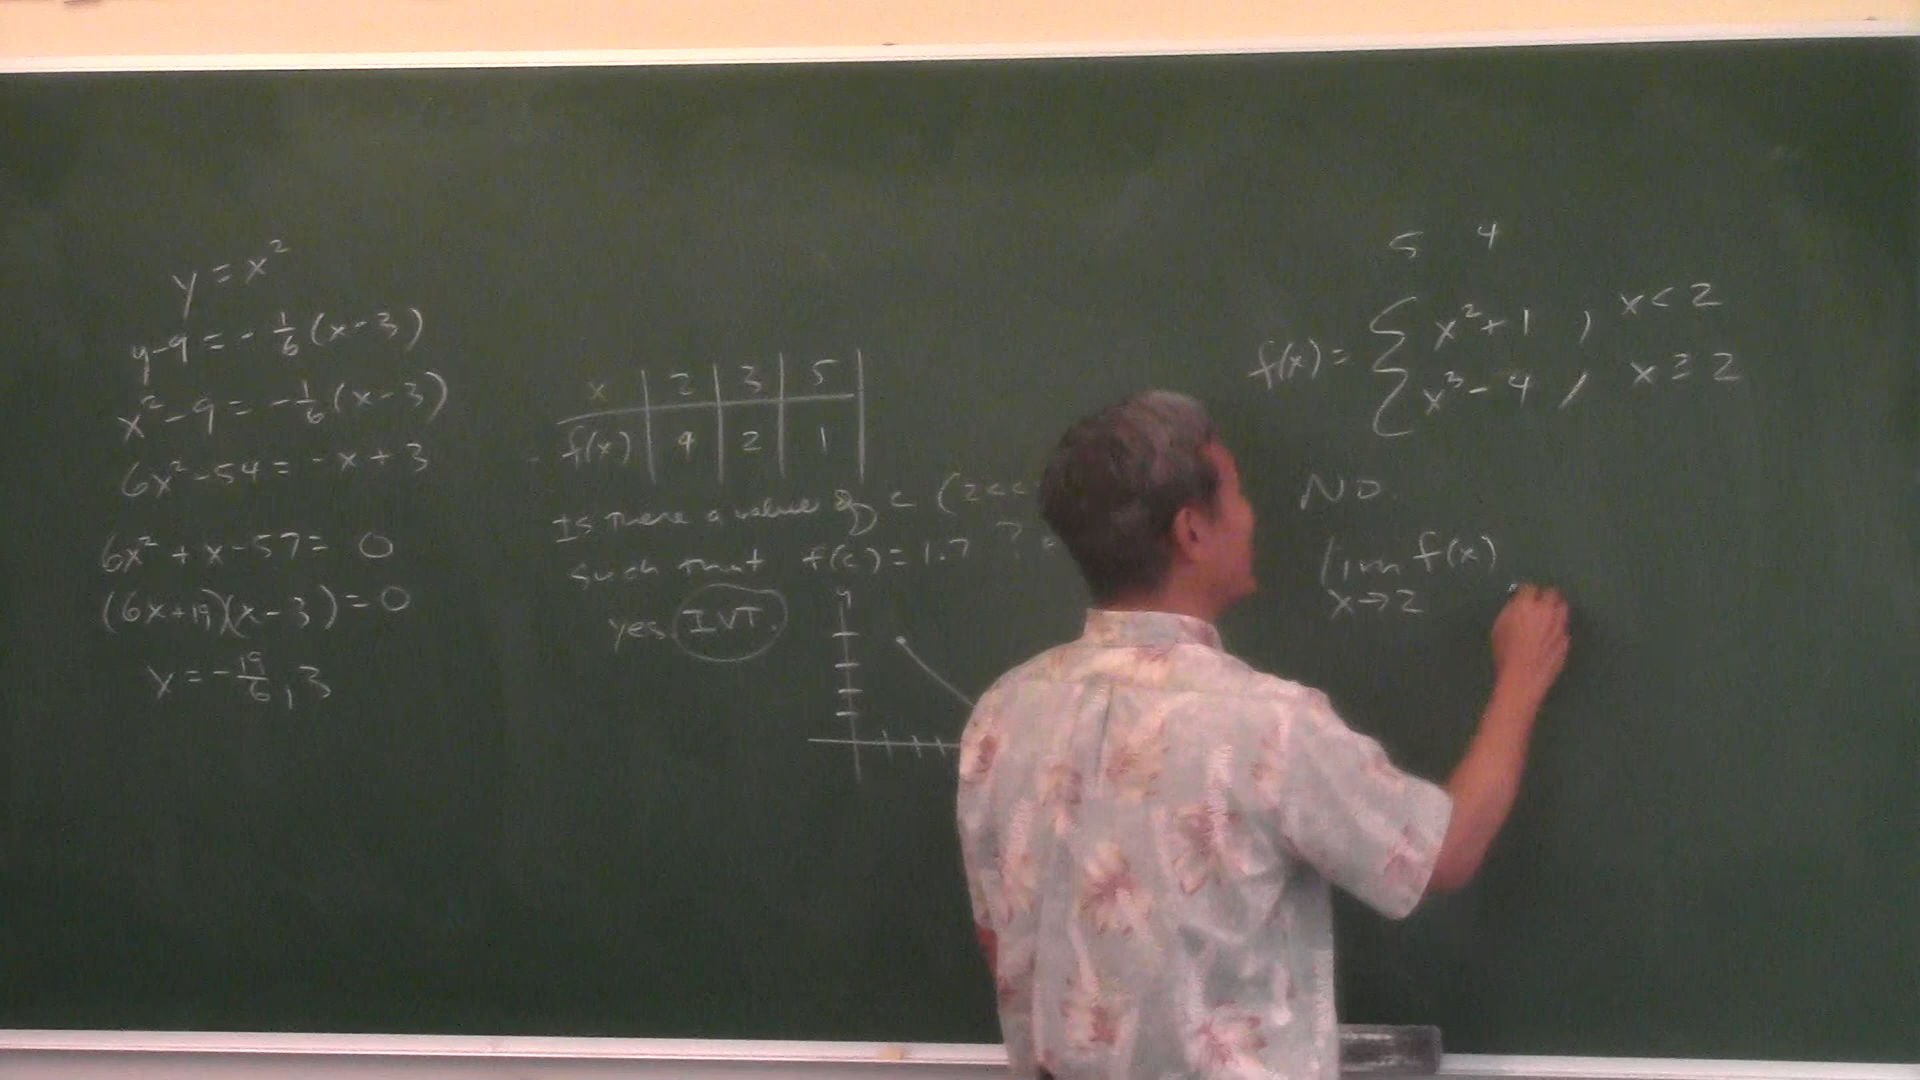 y = x²
y-9 = -1/6(x-3)
x²-9 = -1/6(x-3)
6x²-54 = -x+3
6x²+x-57 = 0
(6x+19)(x-3) = 0
x = -19/6, 3
x | 2 | 3 | 5
f(x) | 4 | 2 | 1
Is there a value of c (2<c
such that f(c) = 1.7 ?
yes IVT.
y
5 4
f(x) = { x²+1 , x < 2
x³-4 , x ≥ 2
NO.
lim f(x)
x→2